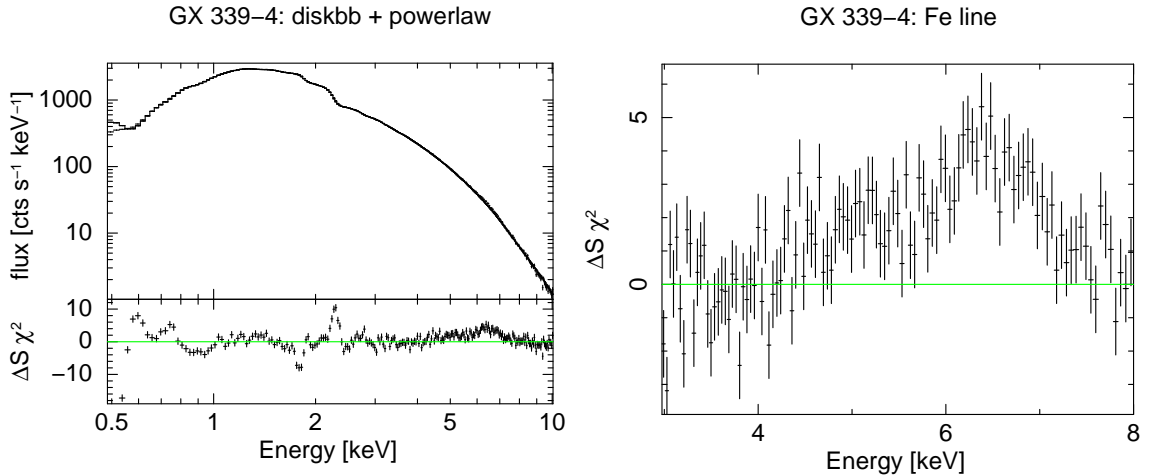 GX 339−4: diskbb + powerlaw
flux [cts s⁻¹ keV⁻¹]
1000
100
10
ΔS χ²
10
0
−10
0.5 1 2 5 10
Energy [keV]
GX 339−4: Fe line
ΔS χ²
5
0
4 6 8
Energy [keV]